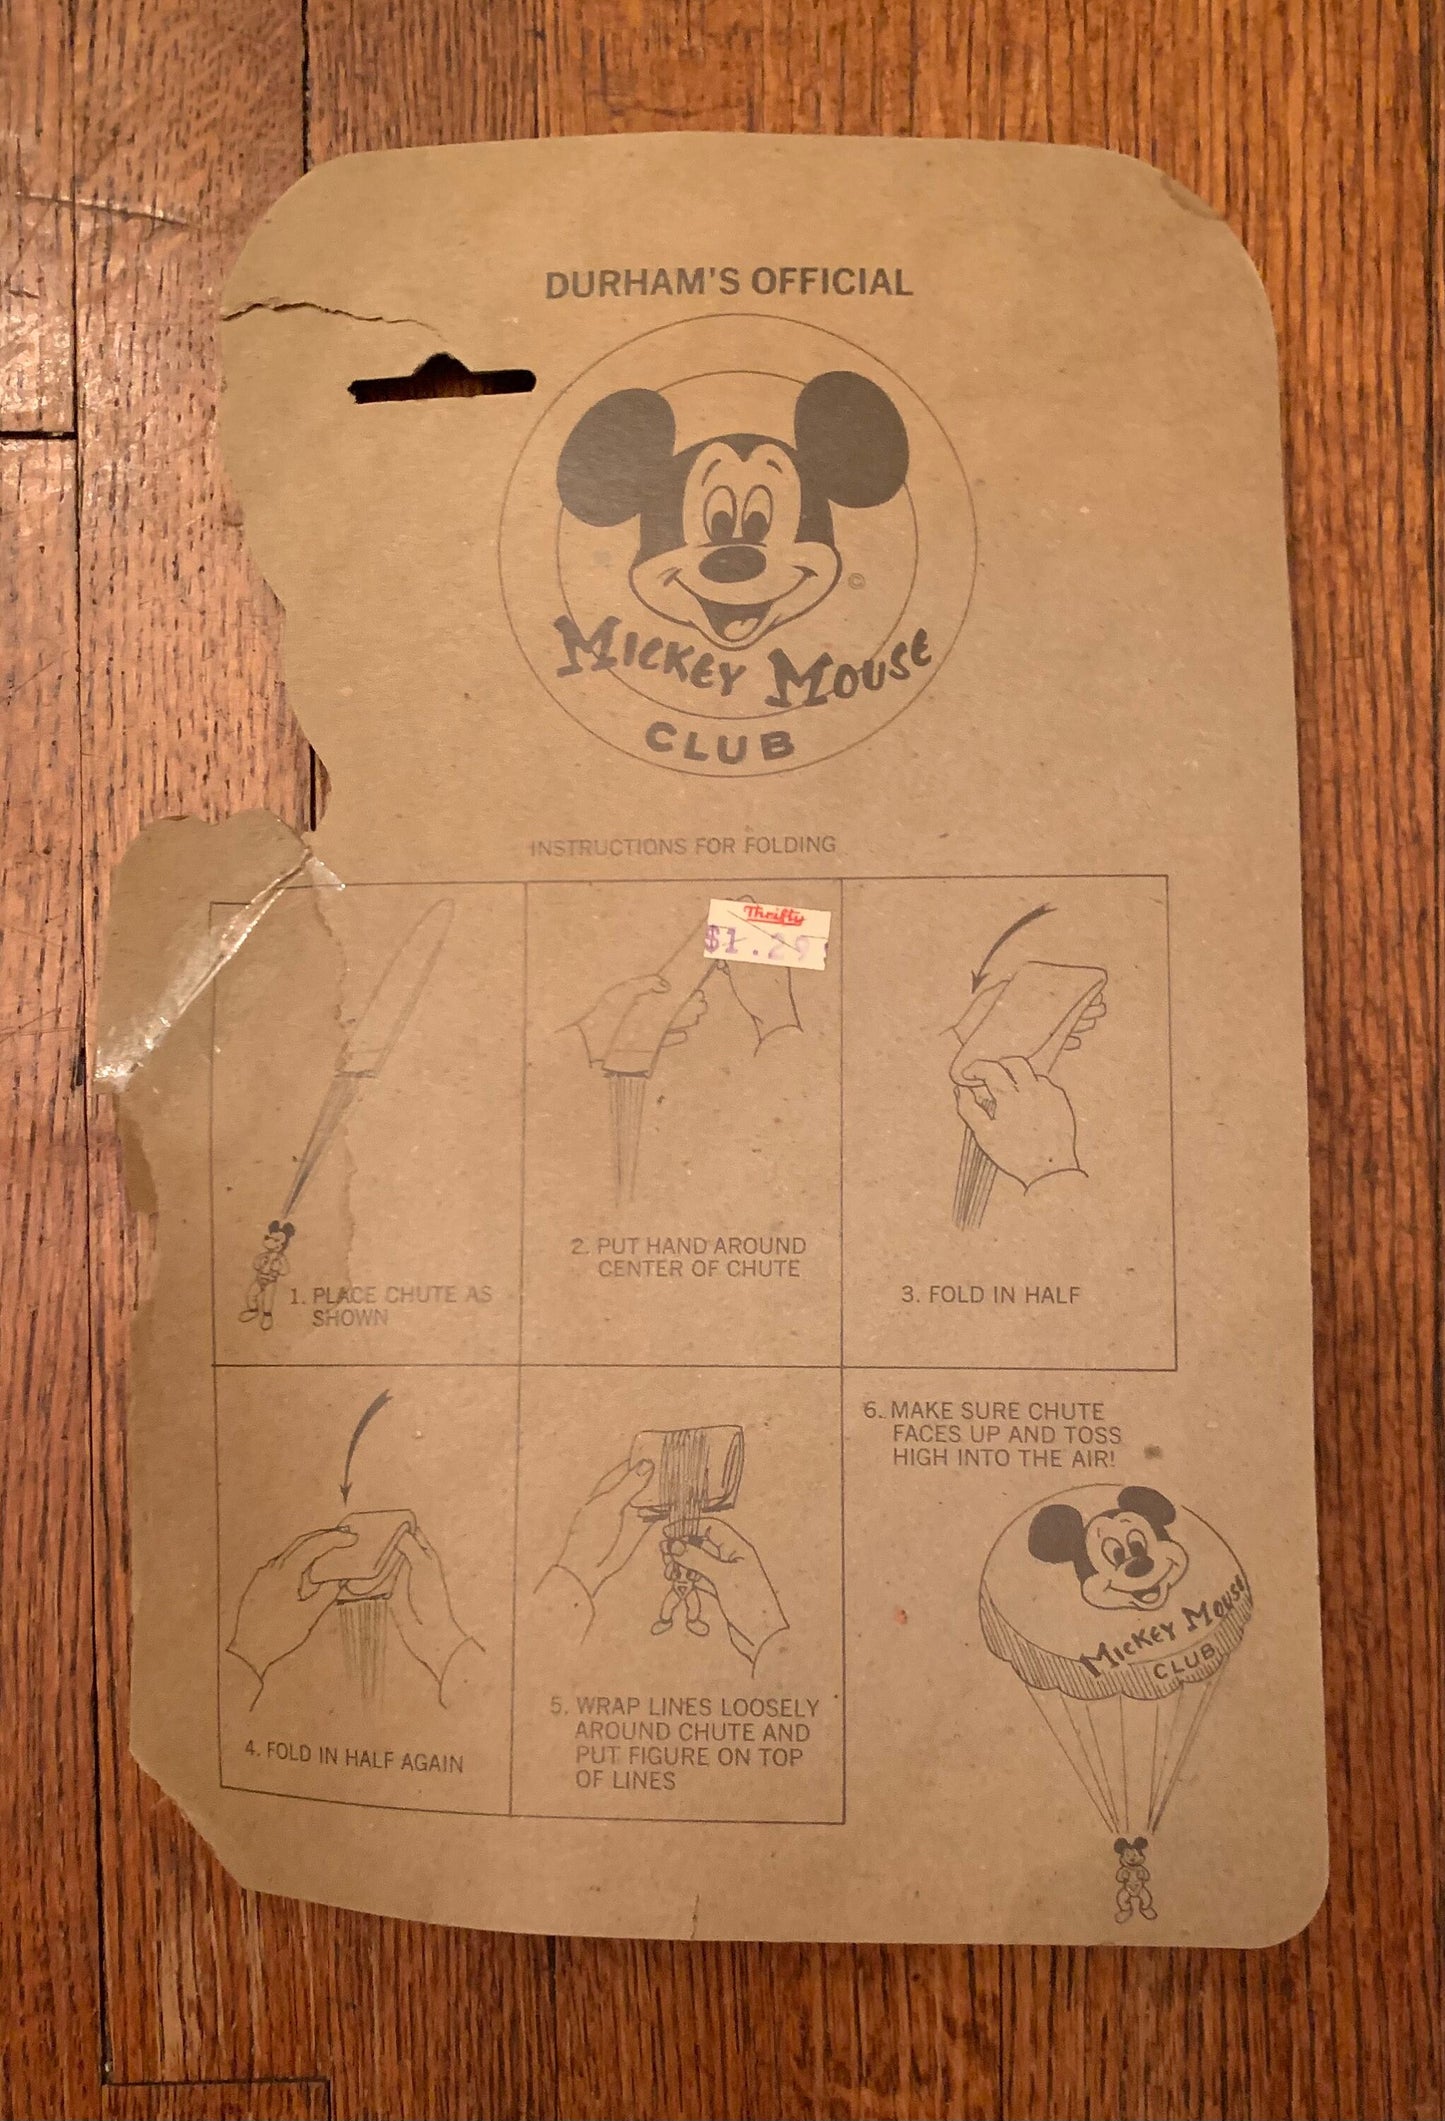 DURHAM'S OFFICIAL
©
MICKEY MOUSE
CLUB
INSTRUCTIONS FOR FOLDING
Thrifty
$1.29
1. PLACE CHUTE AS
SHOWN
2. PUT HAND AROUND
CENTER OF CHUTE
3. FOLD IN HALF
4. FOLD IN HALF AGAIN
5. WRAP LINES LOOSELY
AROUND CHUTE AND
PUT FIGURE ON TOP
OF LINES
6. MAKE SURE CHUTE
FACES UP AND TOSS
HIGH INTO THE AIR!
MICKEY MOUSE
CLUB